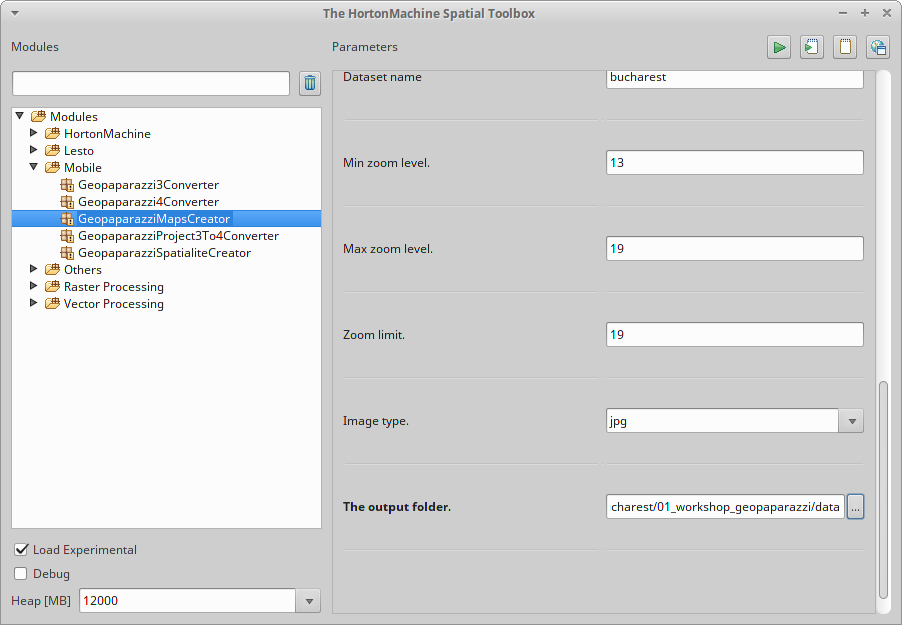 The HortonMachine Spatial Toolbox
Modules
Parameters
Modules
HortonMachine
Lesto
Mobile
Geopaparazzi3Converter
Geopaparazzi4Converter
GeopaparazziMapsCreator
GeopaparazziProject3To4Converter
GeopaparazziSpatialiteCreator
Others
Raster Processing
Vector Processing
Load Experimental
Debug
Heap [MB] 12000
Dataset name bucharest
Min zoom level. 13
Max zoom level. 19
Zoom limit. 19
Image type. jpg
The output folder. charest/01_workshop_geopaparazzi/data ...